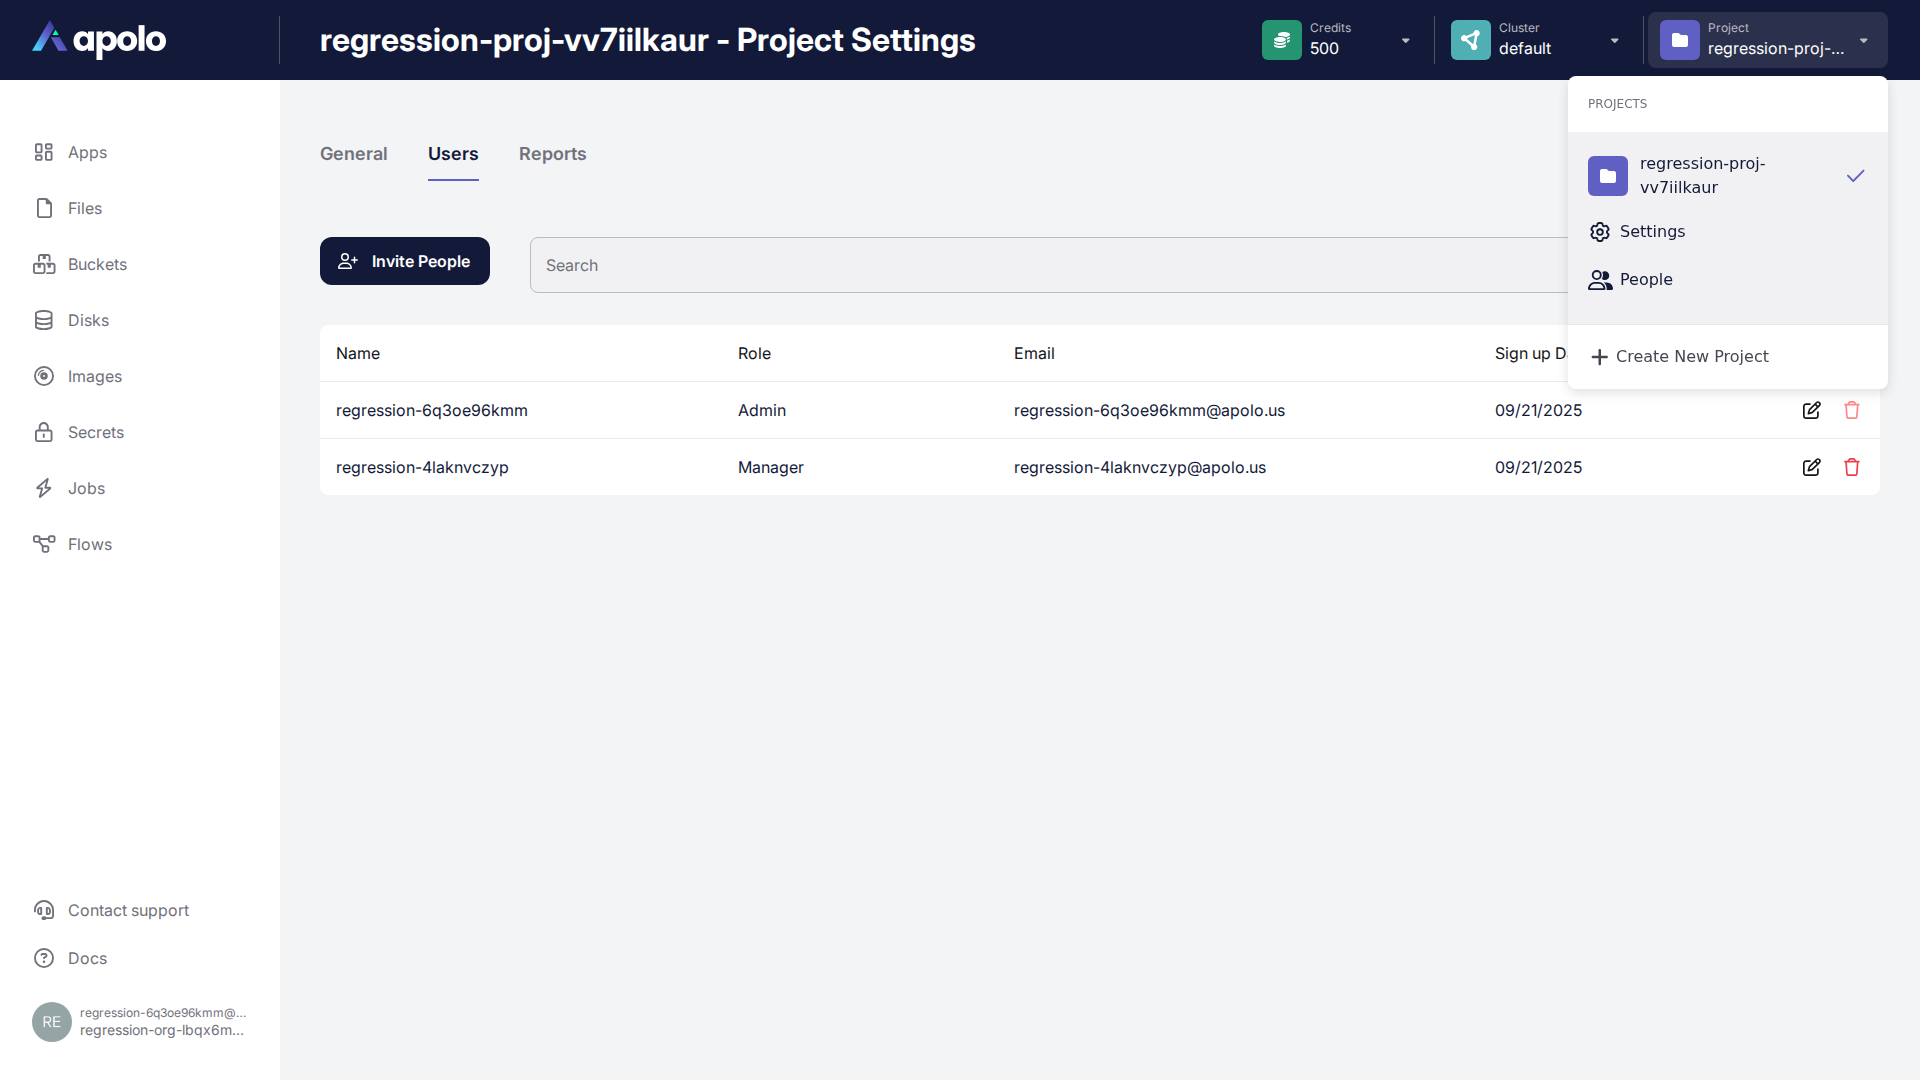 apolo
regression-proj-vv7iilkaur - Project Settings
Credits
500
Cluster
default
Project
regression-proj-...
Apps
Files
Buckets
Disks
Images
Secrets
Jobs
Flows
Contact support
Docs
RE
regression-6q3oe96kmm@...
regression-org-lbqx6m...
General
Users
Reports
Invite People
Search
Name Role Email Sign up D
regression-6q3oe96kmm Admin regression-6q3oe96kmm@apolo.us 09/21/2025
regression-4laknvczyp Manager regression-4laknvczyp@apolo.us 09/21/2025
PROJECTS
regression-proj-
vv7iilkaur
Settings
People
Create New Project